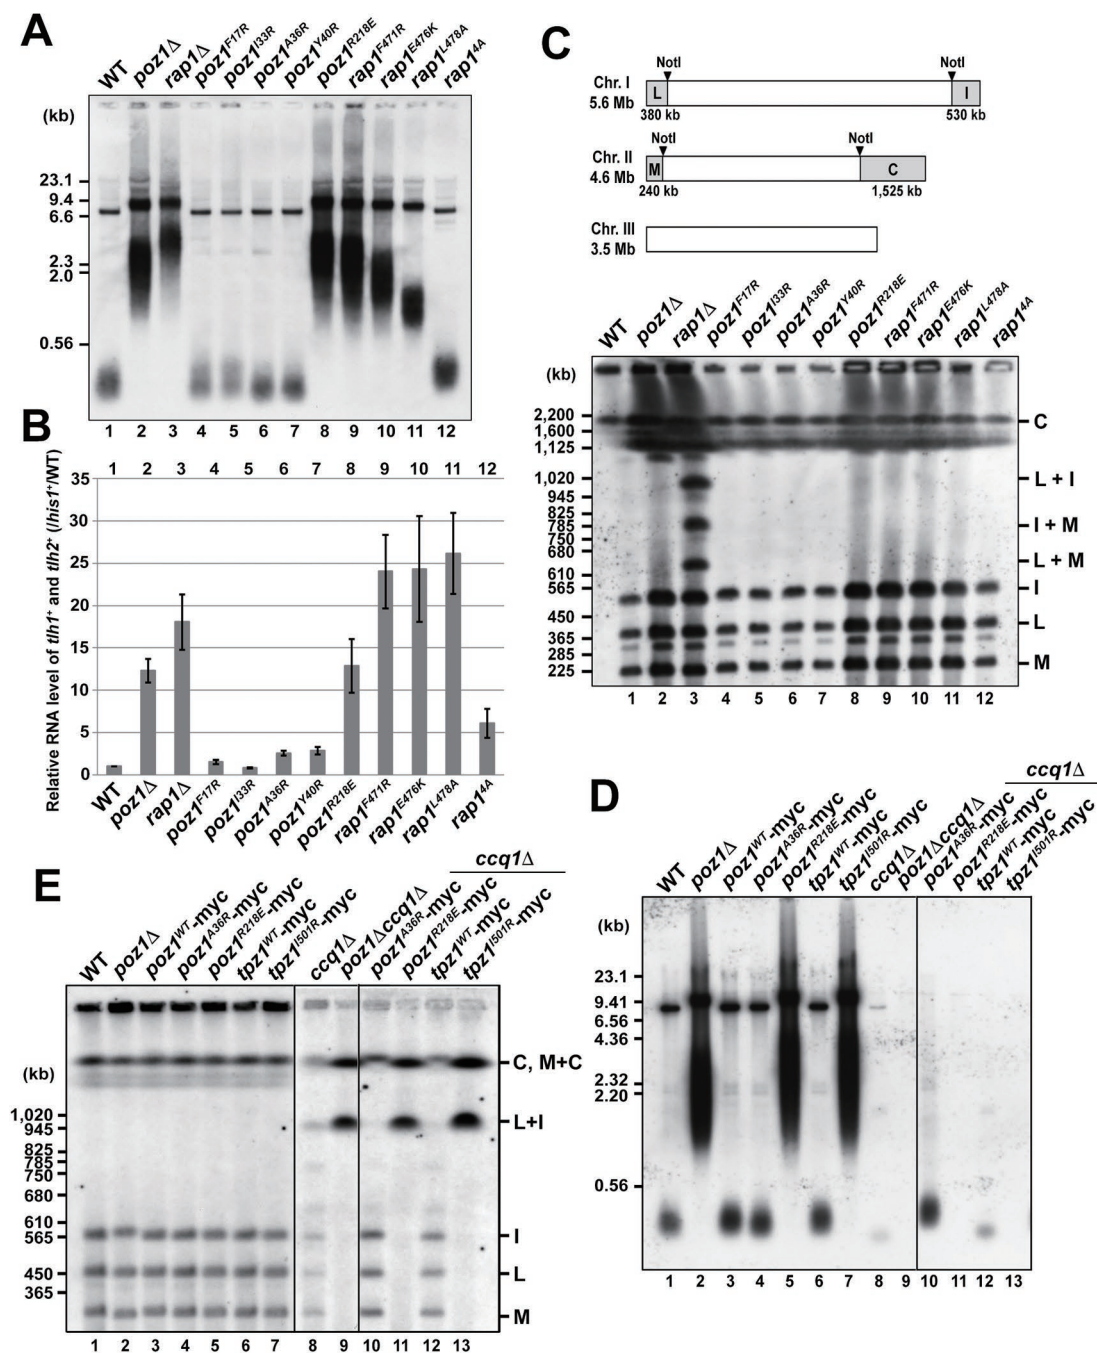 A
WT
poz1Δ
rap1Δ
poz1F17R
poz1I33R
poz1A36R
poz1Y40R
poz1R218E
rap1F471R
rap1E476K
rap1L478A
rap14A
(kb)
23.1
9.4
6.6
2.3
2.0
0.56
1 2 3 4 5 6 7 8 9 10 11 12
B
1 2 3 4 5 6 7 8 9 10 11 12
Relative RNA level of tlh1+ and tlh2+ (/his1+/WT)
35
30
25
20
15
10
5
0
WT
poz1Δ
rap1Δ
poz1F17R
poz1I33R
poz1A36R
poz1Y40R
poz1R218E
rap1F471R
rap1E476K
rap1L478A
rap14A
C
NotI NotI
Chr. I
5.6 Mb
L I
380 kb 530 kb
NotI NotI
Chr. II
4.6 Mb
M C
240 kb 1,525 kb
Chr. III
3.5 Mb
WT
poz1Δ
rap1Δ
poz1F17R
poz1I33R
poz1A36R
poz1Y40R
poz1R218E
rap1F471R
rap1E476K
rap1L478A
rap14A
(kb)
2,200
1,600
1,125
1,020
945
825
785
750
680
610
565
450
365
285
225
C
L + I
I + M
L + M
I
L
M
1 2 3 4 5 6 7 8 9 10 11 12
D
ccq1Δ
WT
poz1Δ
poz1WT-myc
poz1A36R-myc
poz1R218E-myc
tpz1WT-myc
tpz1I501R-myc
ccq1Δ
poz1Δccq1Δ
poz1A36R-myc
poz1R218E-myc
tpz1WT-myc
tpz1I501R-myc
(kb)
23.1
9.41
6.56
4.36
2.32
2.20
0.56
1 2 3 4 5 6 7 8 9 10 11 12 13
E
ccq1Δ
WT
poz1Δ
poz1WT-myc
poz1A36R-myc
poz1R218E-myc
tpz1WT-myc
tpz1I501R-myc
ccq1Δ
poz1Δccq1Δ
poz1A36R-myc
poz1R218E-myc
tpz1WT-myc
tpz1I501R-myc
(kb)
1,020
945
825
785
750
680
610
565
450
365
C, M+C
L+I
I
L
M
1 2 3 4 5 6 7 8 9 10 11 12 13